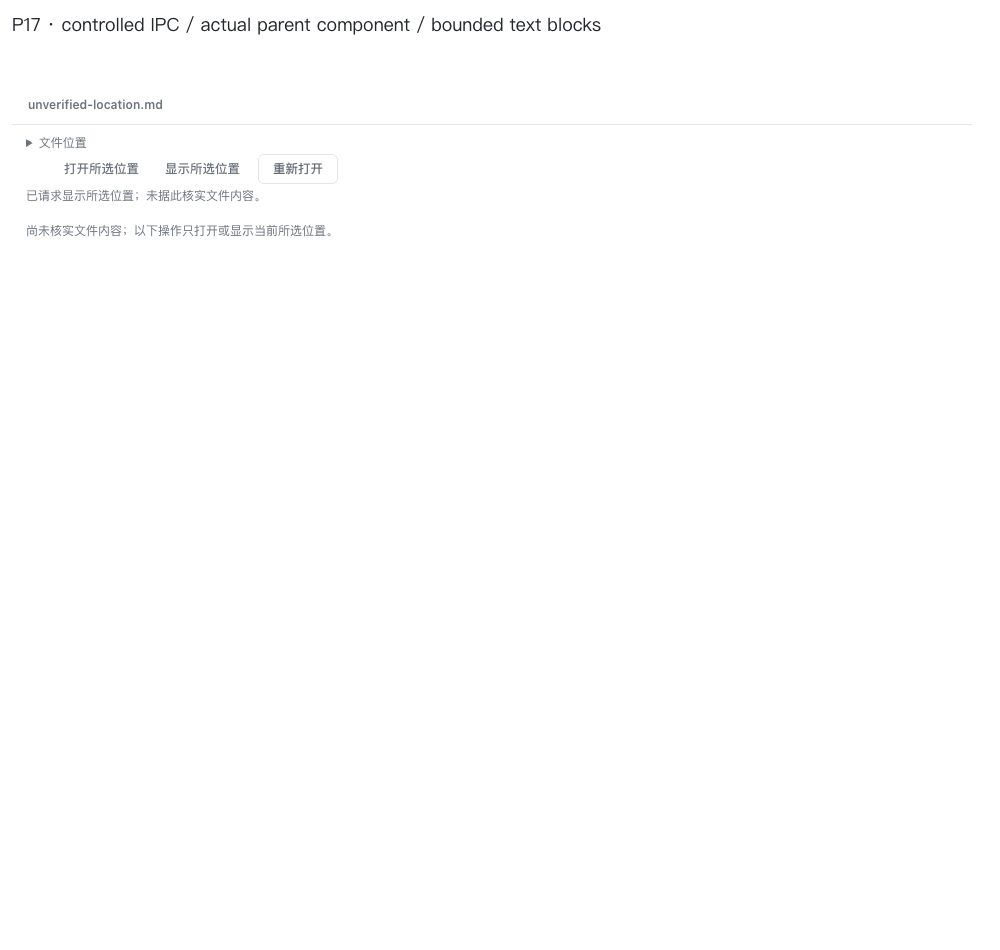 P17 · controlled IPC / actual parent component / bounded text blocks
unverified-location.md
▶ 文件位置
打开所选位置 显示所选位置 重新打开
已请求显示所选位置；未据此核实文件内容。
尚未核实文件内容；以下操作只打开或显示当前所选位置。